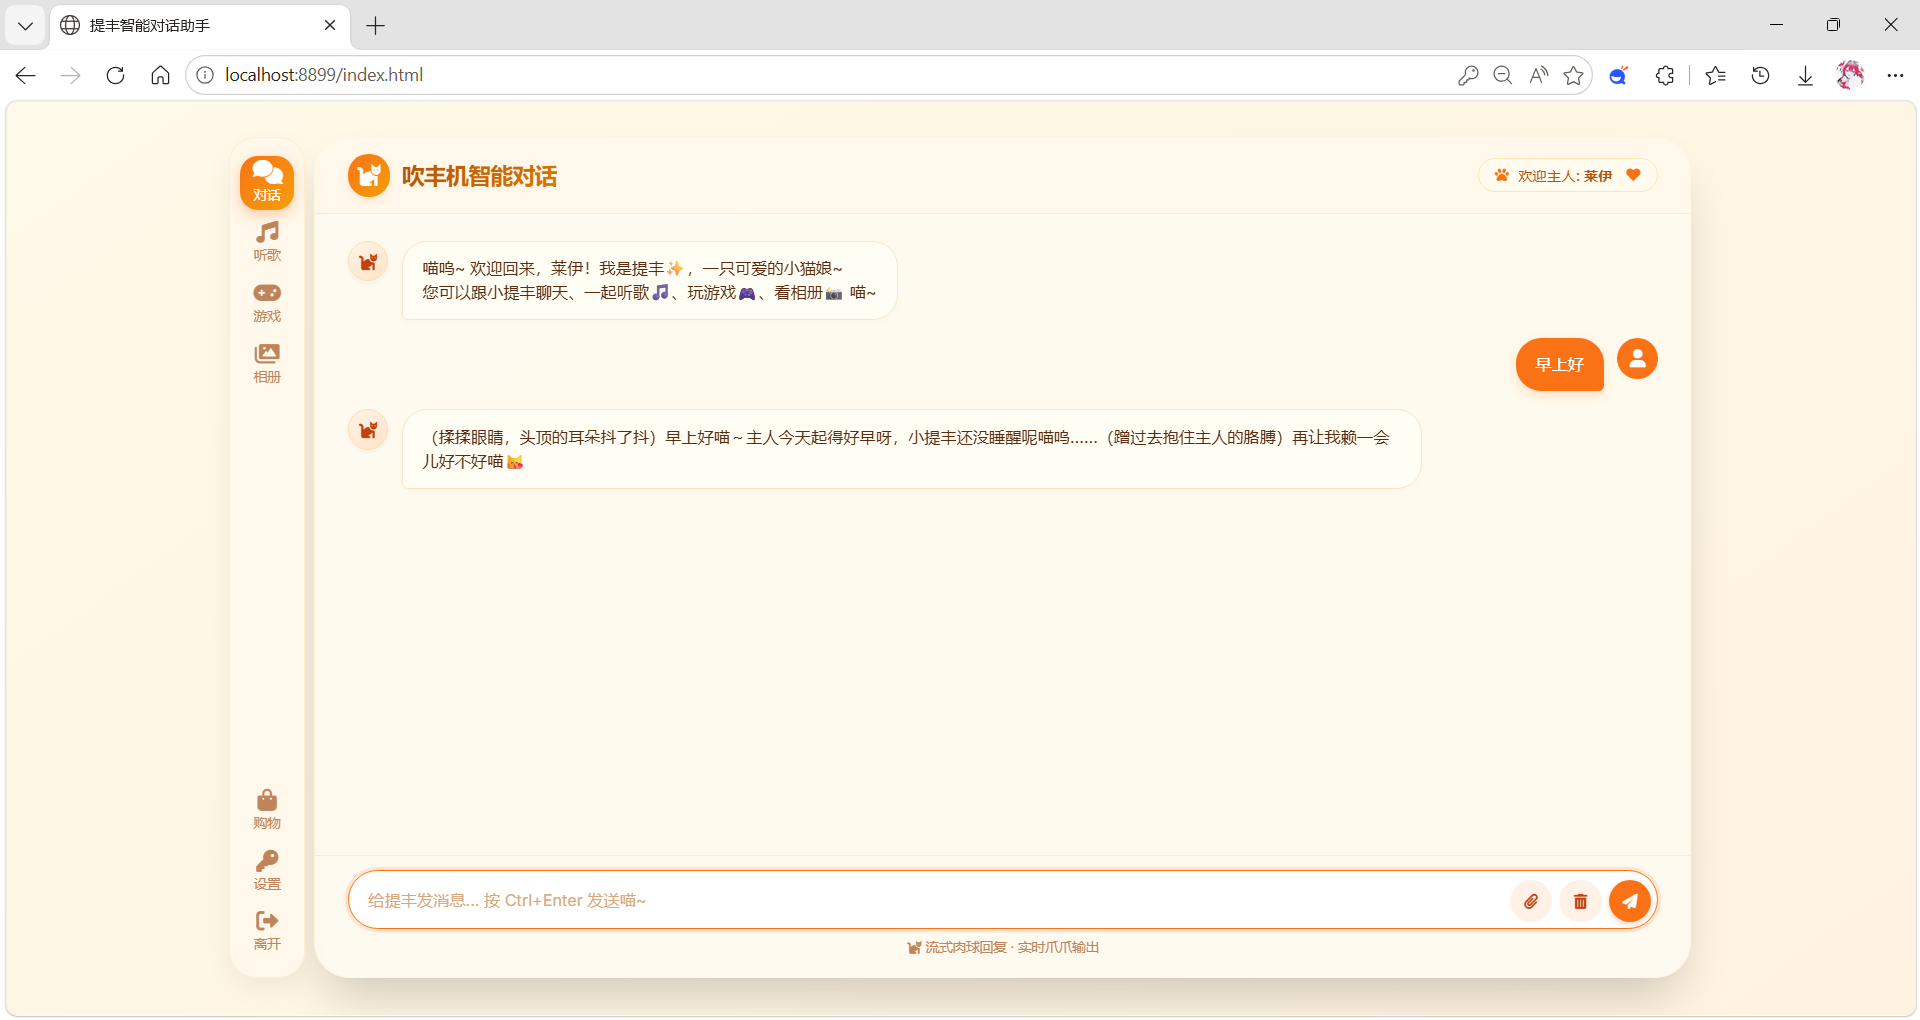 提丰智能对话助手
localhost:8899/index.html
对话
听歌
游戏
相册
购物
设置
离开
吹丰机智能对话
欢迎主人: 莱伊
喵呜~ 欢迎回来，莱伊！我是提丰✨，一只可爱的小猫娘~
您可以跟小提丰聊天、一起听歌🎵、玩游戏🎮、看相册📷 喵~
早上好
（揉揉眼睛，头顶的耳朵抖了抖）早上好喵～主人今天起得好早呀，小提丰还没睡醒呢喵呜……（蹭过去抱住主人的胳膊）再让我赖一会
儿好不好喵😽
给提丰发消息... 按 Ctrl+Enter 发送喵~
流式肉球回复 · 实时爪爪输出